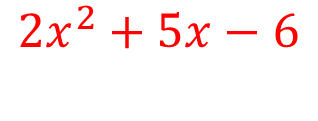 2x² + 5x − 6